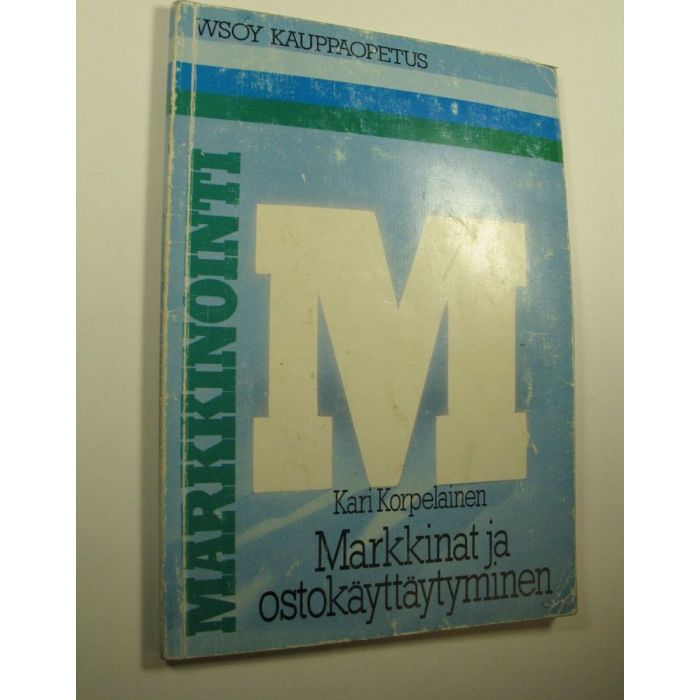 WSOY KAUPPAOPETUS
MARKKINOINTI
M
Kari Korpelainen
Markkinat ja
ostokäyttäytyminen